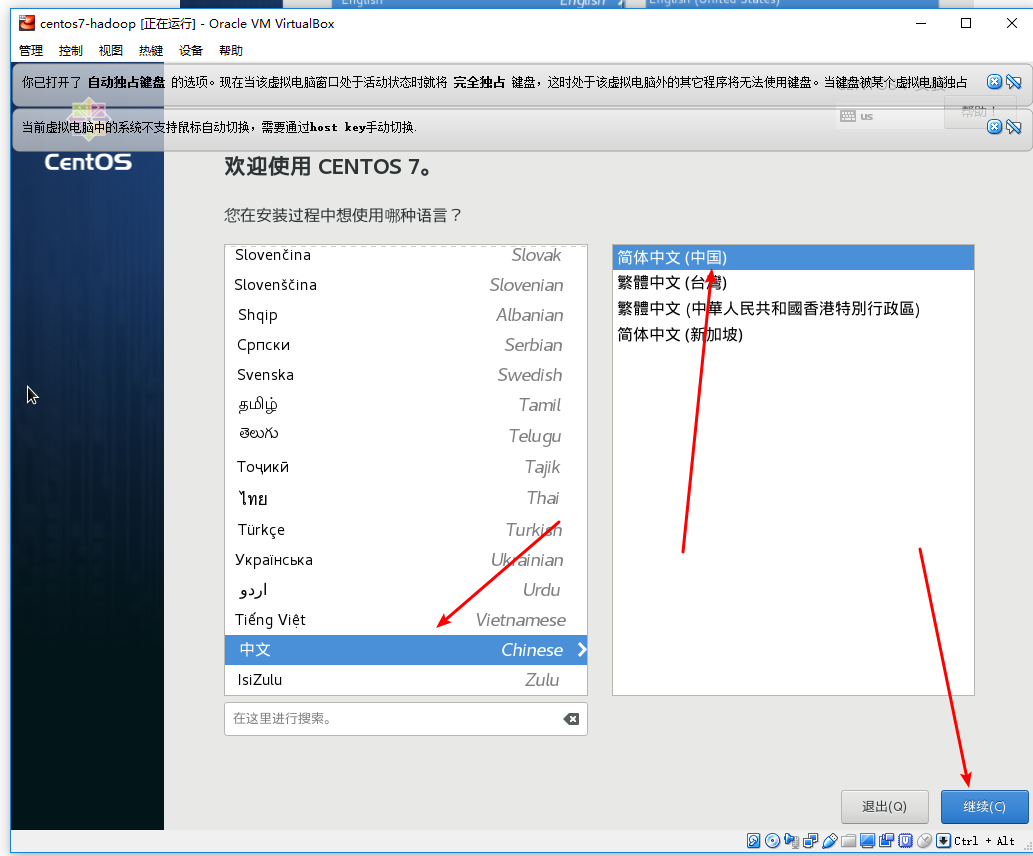 English English English (United States)
centos7-hadoop [正在运行] - Oracle VM VirtualBox
管理 控制 视图 热键 设备 帮助
你已打开了 自动独占键盘 的选项。现在当该虚拟电脑窗口处于活动状态时就将 完全独占 键盘，这时处于该虚拟电脑外的其它程序将无法使用键盘。当键盘被某个虚拟电脑独占
us 帮助！
当前虚拟电脑中的系统不支持鼠标自动切换，需要通过host key手动切换.
CentOS
欢迎使用 CENTOS 7。
您在安装过程中想使用哪种语言？
Slovenčina Slovak
Slovenščina Slovenian
Shqip Albanian
Српски Serbian
Svenska Swedish
தமிழ் Tamil
తెలుగు Telugu
Тоҷикӣ Tajik
ไทย Thai
Türkçe Turkish
Українська Ukrainian
اردو Urdu
Tiếng Việt Vietnamese
中文 Chinese
IsiZulu Zulu
在这里进行搜索。
简体中文 (中国)
繁體中文 (台灣)
繁體中文 (中華人民共和國香港特別行政區)
简体中文 (新加坡)
退出(Q) 继续(C)
Ctrl + Alt